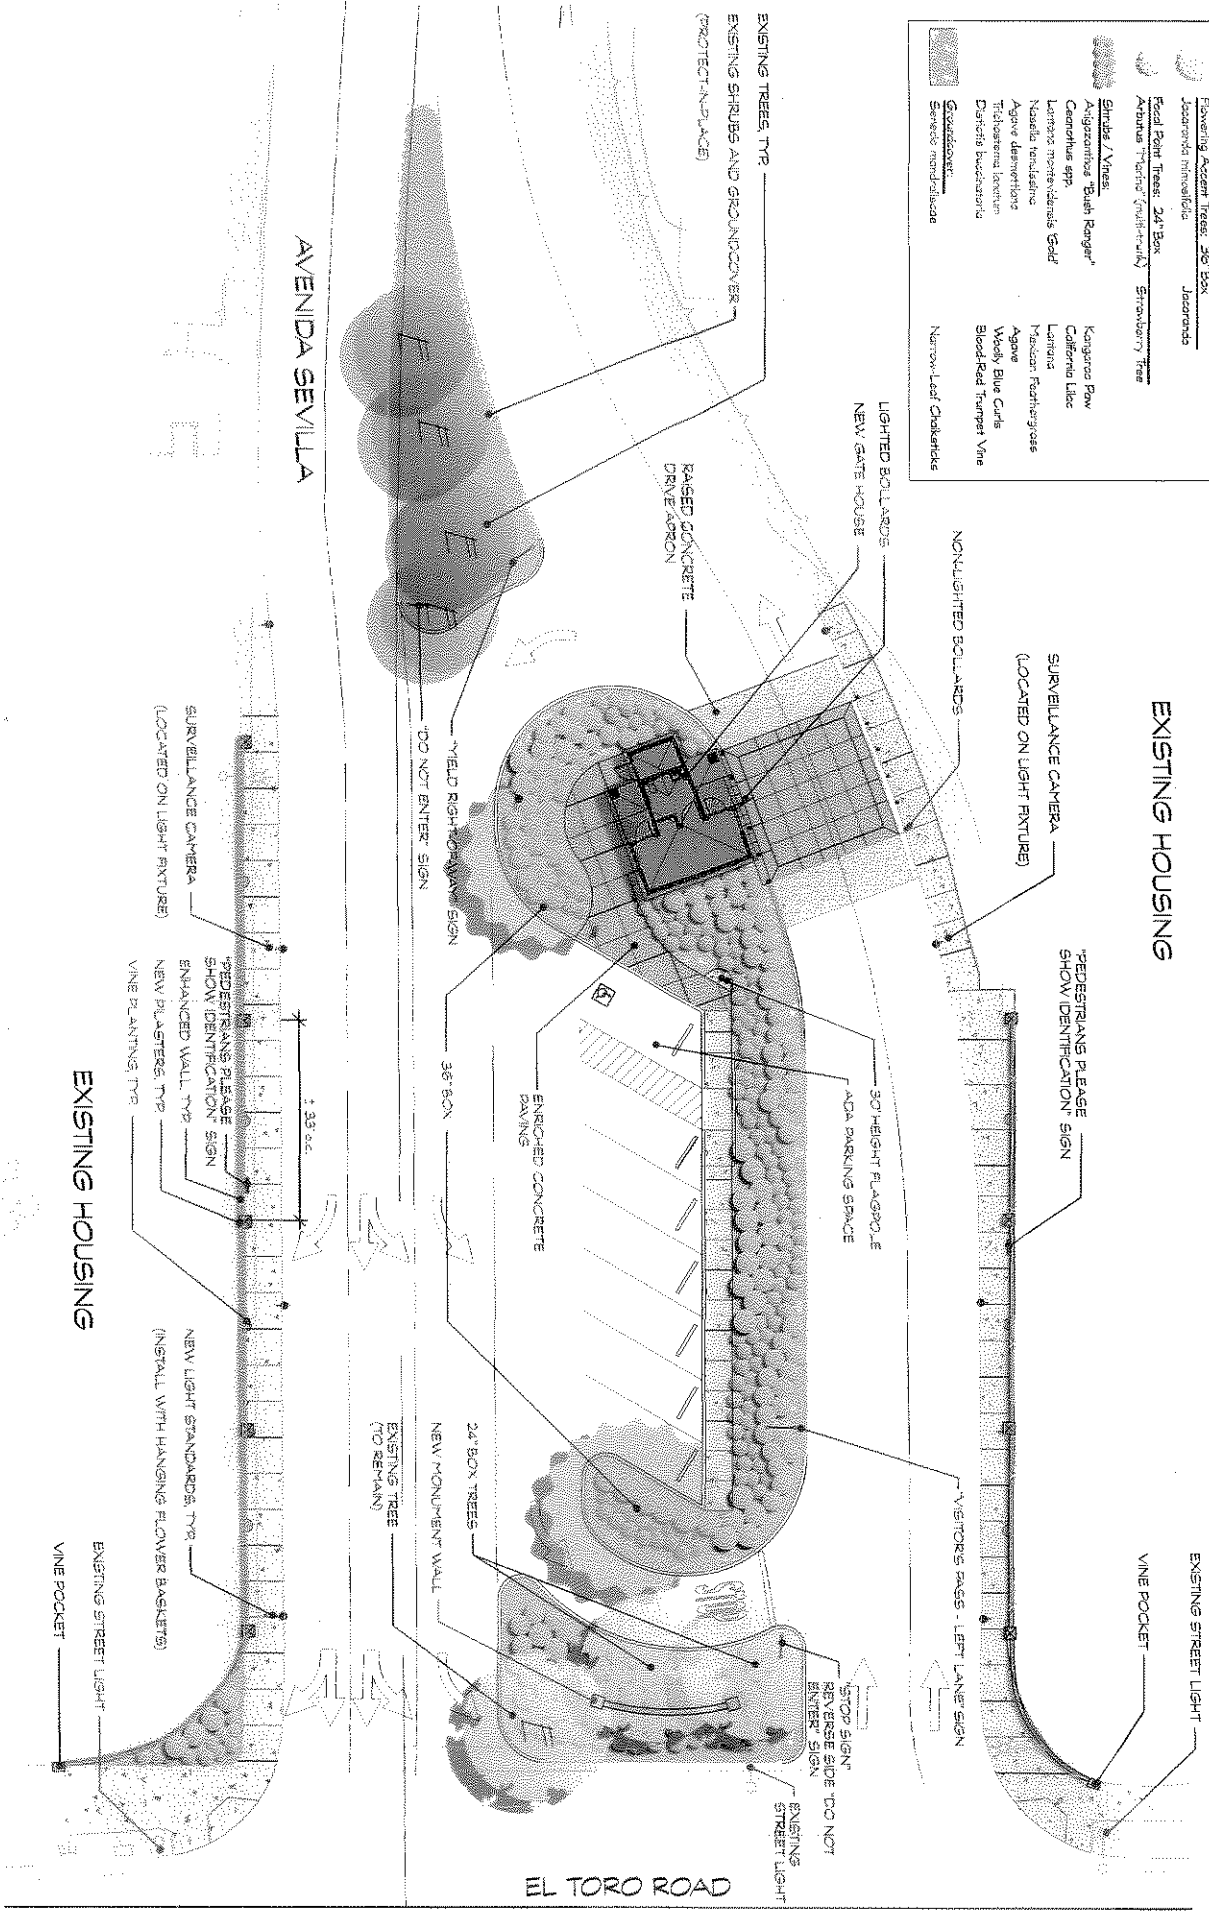 Flowering Accent Trees: 36" Box
Jacaranda mimosifolia Jacaranda
Focal Point Trees: 24" Box
Arbutus "Marina" (multi-trunk) Strawberry Tree
Shrubs / Vines:
Anigozanthos "Bush Ranger" Kangaroo Paw
Ceanothus spp. California Lilac
Lantana montevidensis 'Gold' Lantana
Nasella tenuissima Mexican Feathergrass
Agave desmettiana Agave
Trichostema lanatum Woolly Blue Curls
Distictis buccinatoria Blood-Red Trumpet Vine
Groundcover:
Senecio mandraliscae Narrow-Leaf Chalksticks
EXISTING HOUSING
EXISTING STREET LIGHT
VINE POCKET
"PEDESTRIANS PLEASE
SHOW IDENTIFICATION" SIGN
SURVEILLANCE CAMERA
(LOCATED ON LIGHT FIXTURE)
NON-LIGHTED BOLLARDS
LIGHTED BOLLARDS
NEW GATE HOUSE
RAISED CONCRETE
DRIVE APRON
EXISTING TREES, TYP.
EXISTING SHRUBS AND GROUNDCOVER
(PROTECT-IN-PLACE)
"VISITORS PASS - LEFT LANE" SIGN
30' HEIGHT FLAGPOLE
ADA PARKING SPACE
ENRICHED CONCRETE
PAVING
36" BOX
"YIELD RIGHT-OF-WAY" SIGN
"DO NOT ENTER" SIGN
E
E
E
E
STOP
"STOP SIGN"
REVERSE SIDE "DO NOT
ENTER" SIGN
EXISTING
STREET LIGHT
24" BOX TREES
NEW MONUMENT WALL
EXISTING TREE
(TO REMAIN)
E
EL TORO ROAD
AVENIDA SEVILLA
± 33' o.c.
SURVEILLANCE CAMERA
(LOCATED ON LIGHT FIXTURE)
"PEDESTRIANS PLEASE
SHOW IDENTIFICATION" SIGN
ENHANCED WALL, TYP.
NEW PILASTERS, TYP.
VINE PLANTING, TYP.
NEW LIGHT STANDARDS, TYP.
(INSTALL WITH HANGING FLOWER BASKETS)
EXISTING STREET LIGHT
VINE POCKET
EXISTING HOUSING